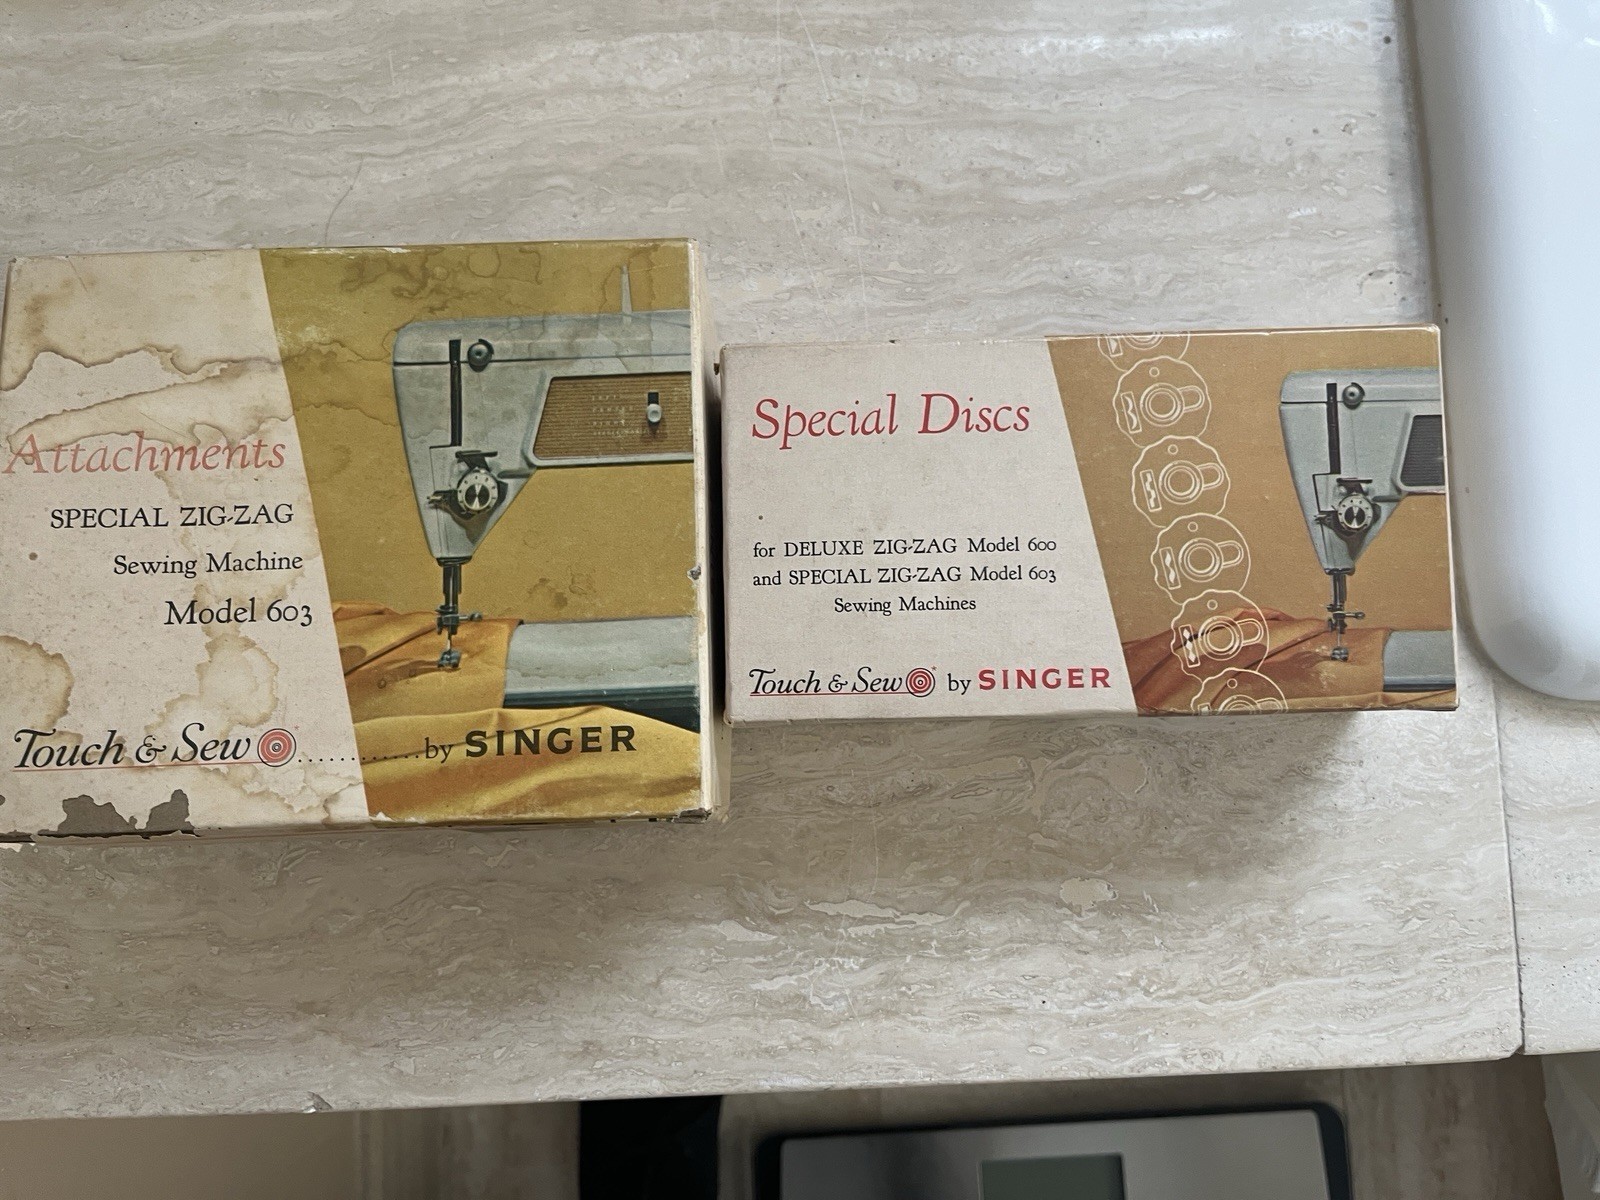 Attachments
SPECIAL ZIG-ZAG
Sewing Machine
Model 603
Touch & Sew
by SINGER
Special Discs
for DELUXE ZIG-ZAG Model 600
and SPECIAL ZIG-ZAG Model 603
Sewing Machines
Touch & Sew by SINGER